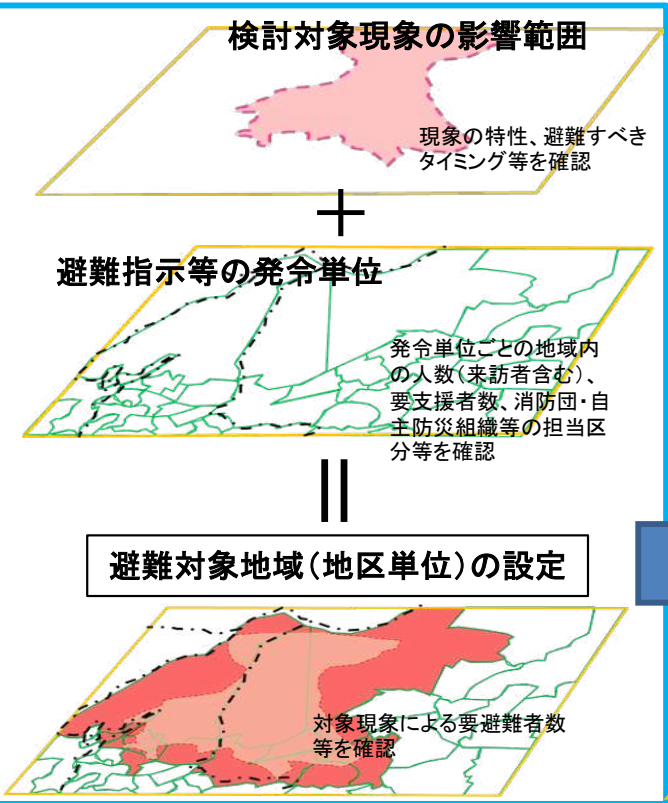 検討対象現象の影響範囲
現象の特性、避難すべき
タイミング等を確認
＋
避難指示等の発令単位
発令単位ごとの地域内
の人数（来訪者含む）、
要支援者数、消防団・自
主防災組織等の担当区
分等を確認
避難対象地域（地区単位）の設定
対象現象による要避難者数
等を確認